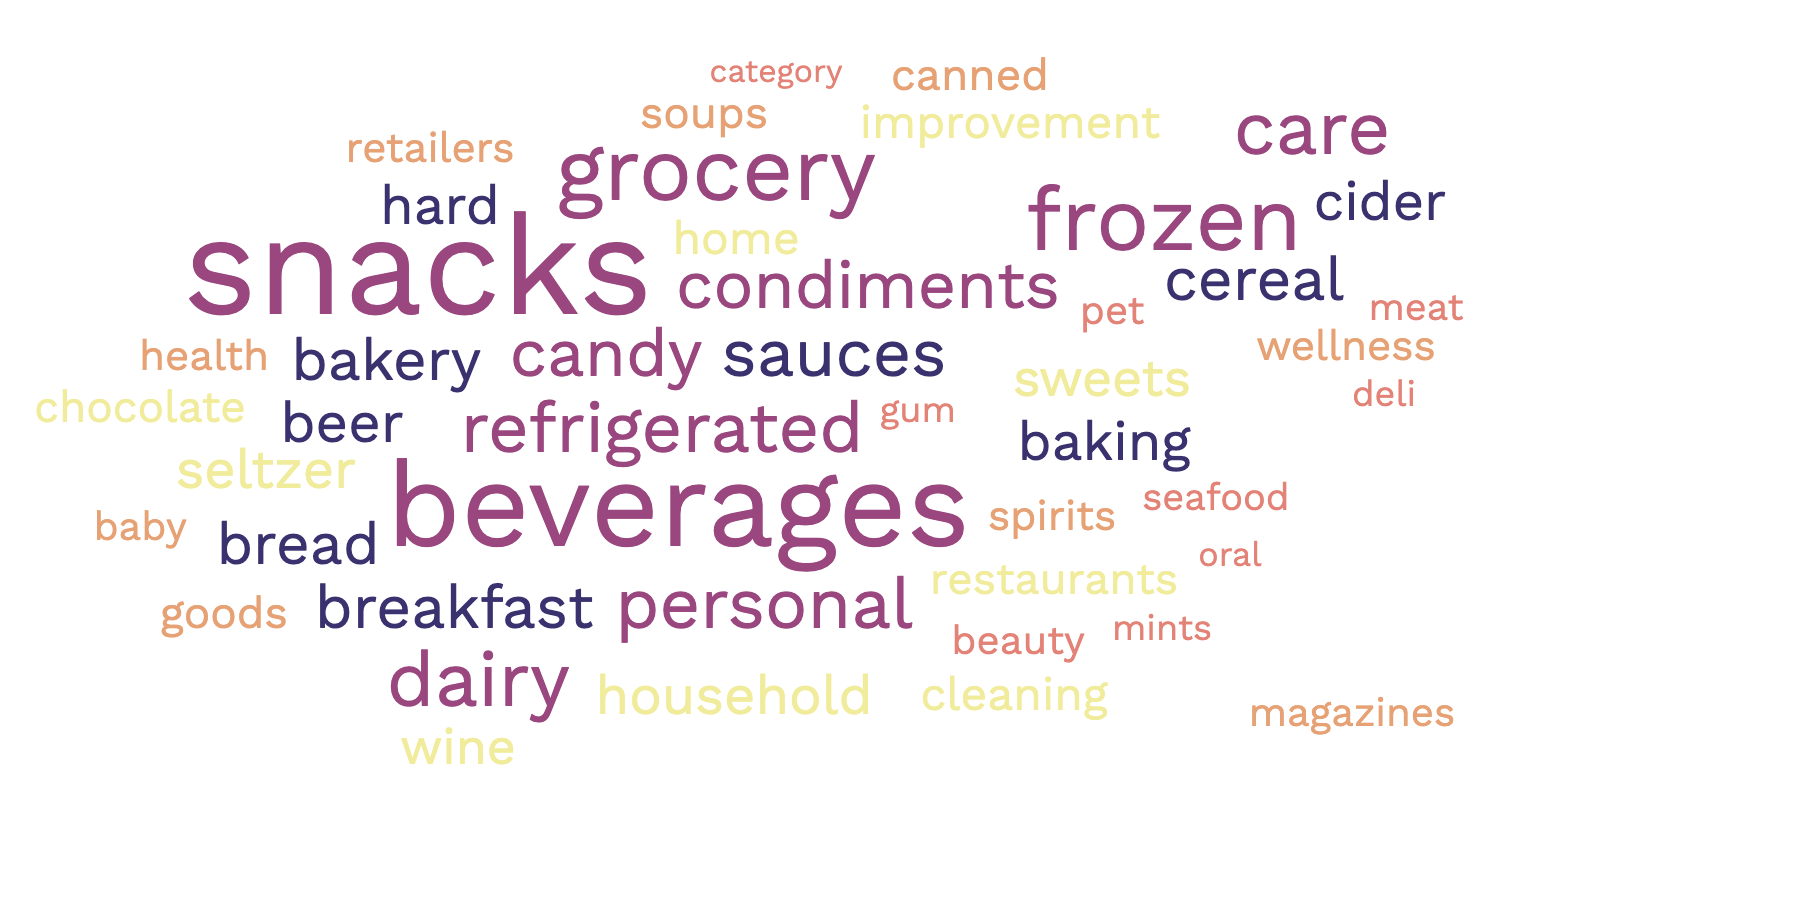 category
canned
soups
improvement
retailers
care
grocery
hard
cider
frozen
home
snacks
condiments
cereal
pet
meat
health
bakery
candy
sauces
wellness
sweets
deli
chocolate
beer
refrigerated
gum
baking
seltzer
beverages
spirits
seafood
baby
bread
oral
restaurants
goods
breakfast
personal
beauty
mints
dairy
household
cleaning
magazines
wine